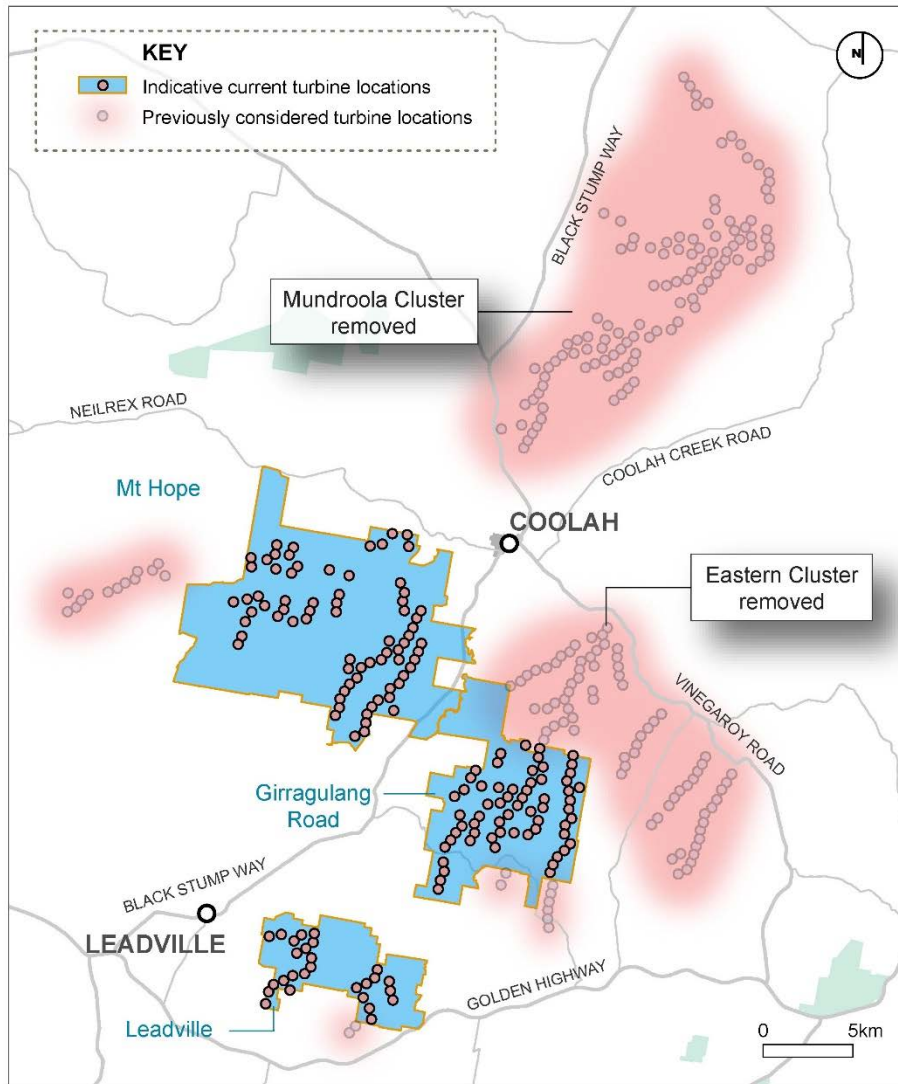 KEY
Indicative current turbine locations
Previously considered turbine locations
N
BLACK STUMP WAY
Mundroola Cluster
removed
NEILREX ROAD
COOLAH CREEK ROAD
Mt Hope
COOLAH
Eastern Cluster
removed
VINEGAROY ROAD
Girragulang
Road
BLACK STUMP WAY
LEADVILLE
GOLDEN HIGHWAY
Leadville
0 5km